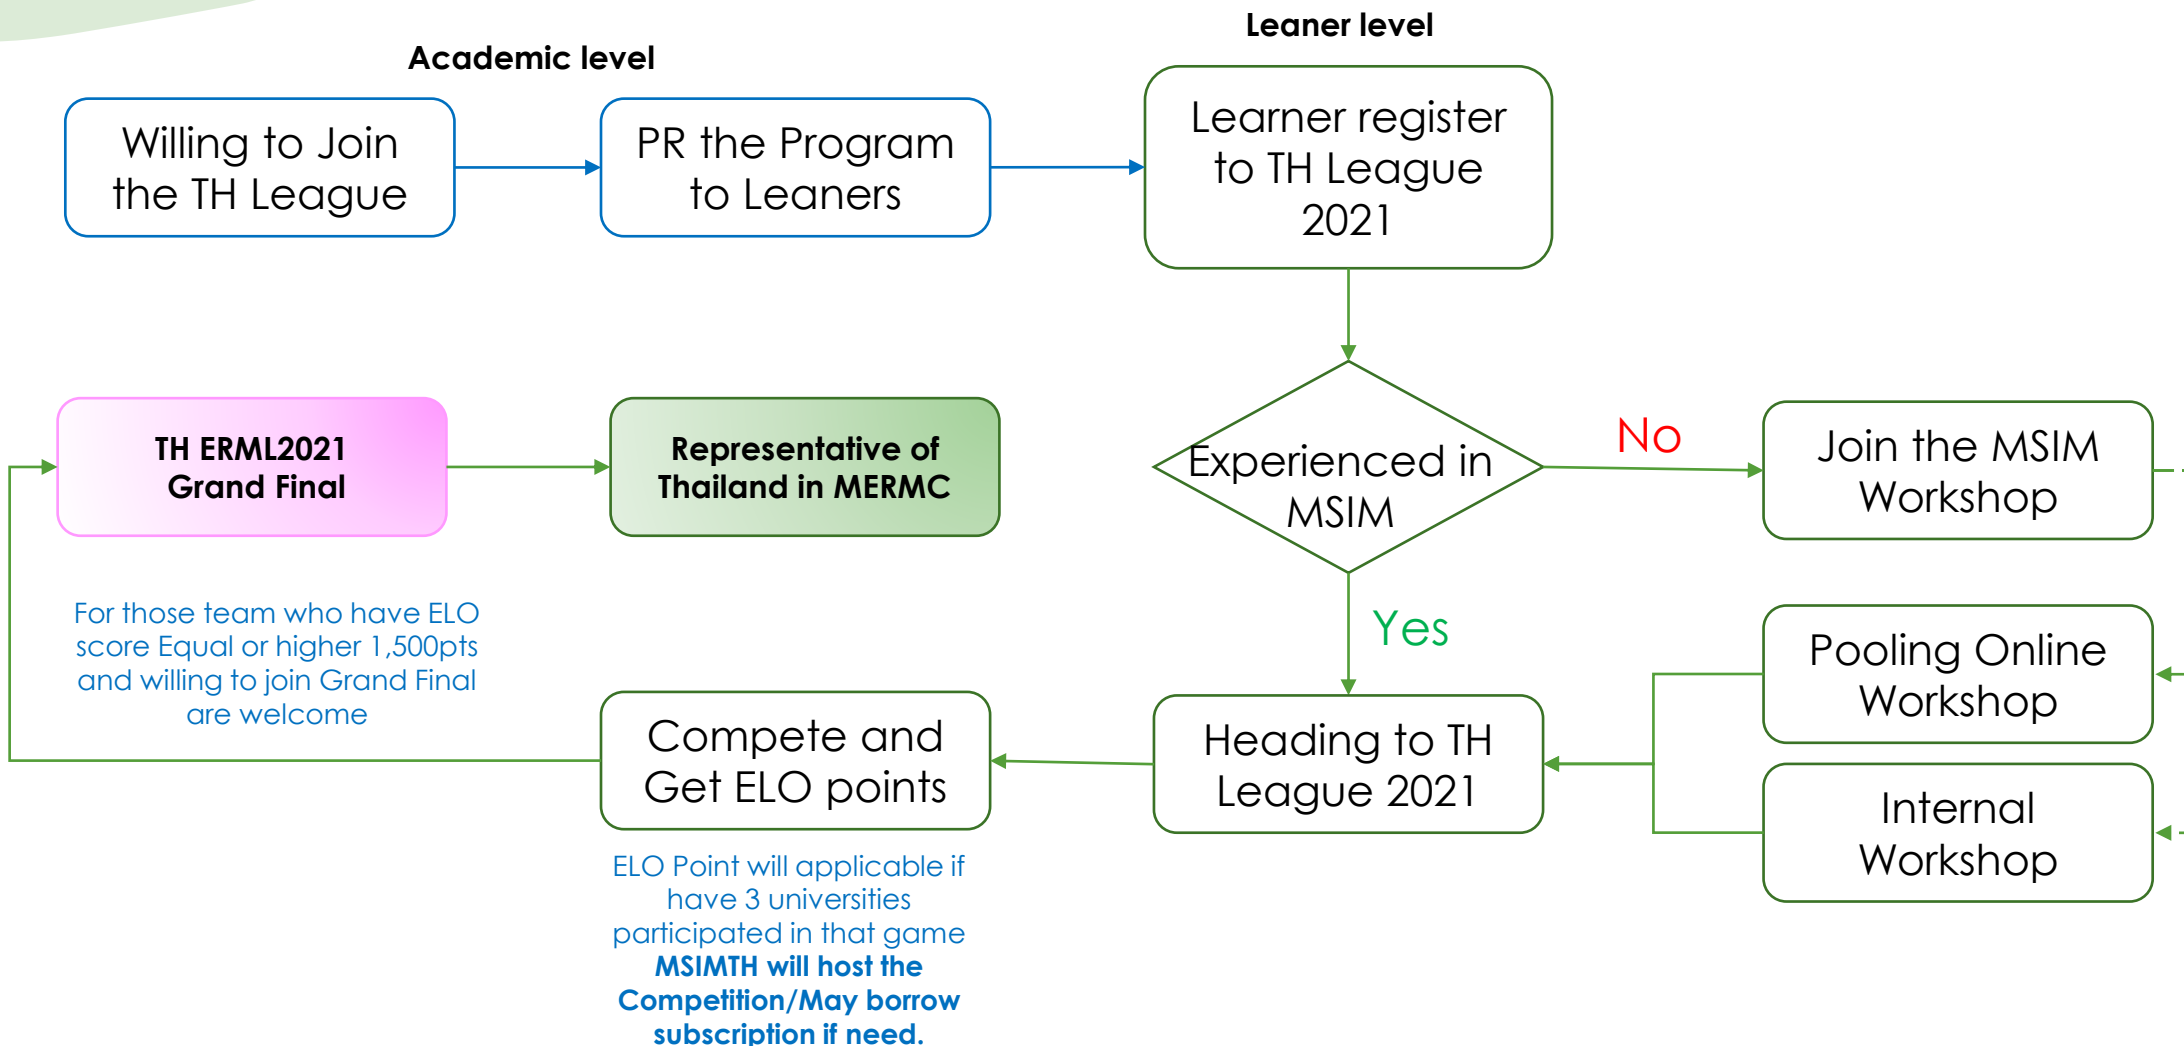 Academic level
Leaner level
Willing to Join
the TH League
PR the Program
to Leaners
Learner register
to TH League
2021
TH ERML2021
Grand Final
Representative of
Thailand in MERMC
Experienced in
MSIM
No
Join the MSIM
Workshop
Yes
For those team who have ELO
score Equal or higher 1,500pts
and willing to join Grand Final
are welcome
Compete and
Get ELO points
Heading to TH
League 2021
Pooling Online
Workshop
Internal
Workshop
ELO Point will applicable if
have 3 universities
participated in that game
MSIMTH will host the
Competition/May borrow
subscription if need.